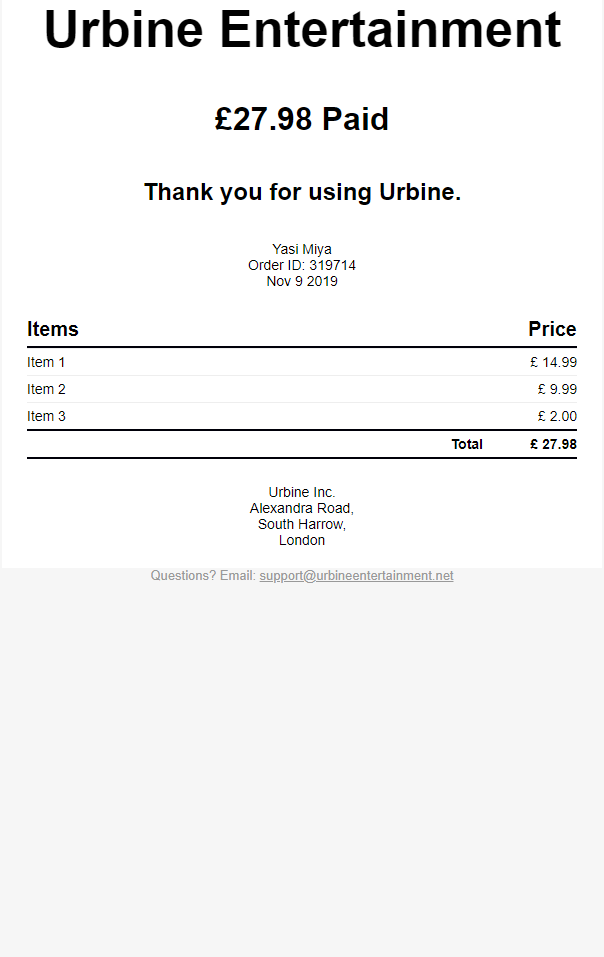 Urbine Entertainment
£27.98 Paid
Thank you for using Urbine.
Yasi Miya
Order ID: 319714
Nov 9 2019
Items Price
Item 1 £ 14.99
Item 2 £ 9.99
Item 3 £ 2.00
Total £ 27.98
Urbine Inc.
Alexandra Road,
South Harrow,
London
Questions? Email: support@urbineentertainment.net